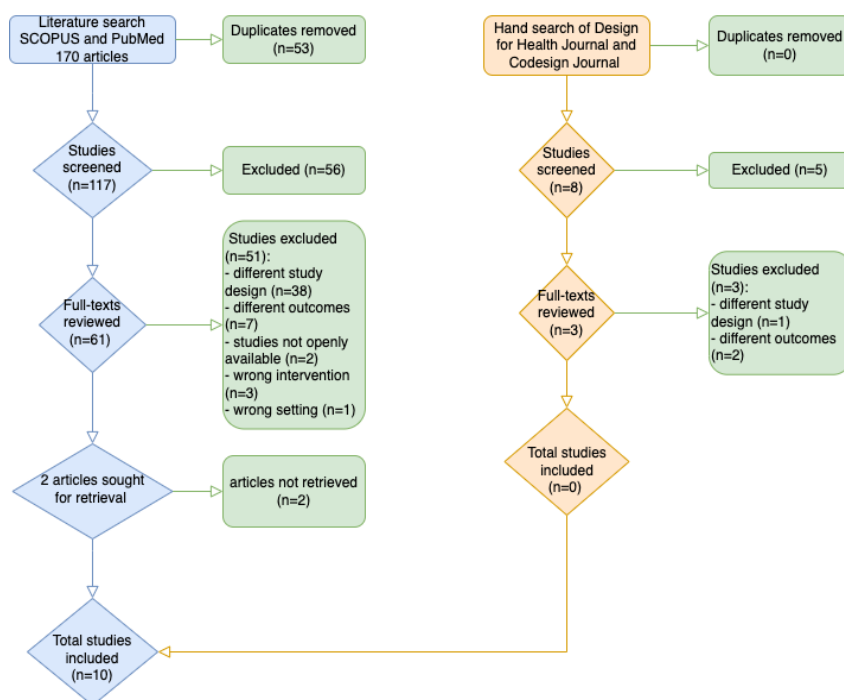 Literature search
SCOPUS and PubMed
170 articles
Duplicates removed
(n=53)
Studies
screened
(n=117)
Excluded (n=56)
Full-texts
reviewed
(n=61)
Studies excluded
(n=51):
- different study
design (n=38)
- different outcomes
(n=7)
- studies not openly
available (n=2)
- wrong intervention
(n=3)
- wrong setting (n=1)
2 articles sought
for retrieval
articles not retrieved
(n=2)
Total studies
included
(n=10)
Hand search of Design
for Health Journal and
Codesign Journal
Duplicates removed
(n=0)
Studies
screened
(n=8)
Excluded (n=5)
Full-texts
reviewed
(n=3)
Studies excluded
(n=3):
- different study
design (n=1)
- different outcomes
(n=2)
Total studies
included
(n=0)